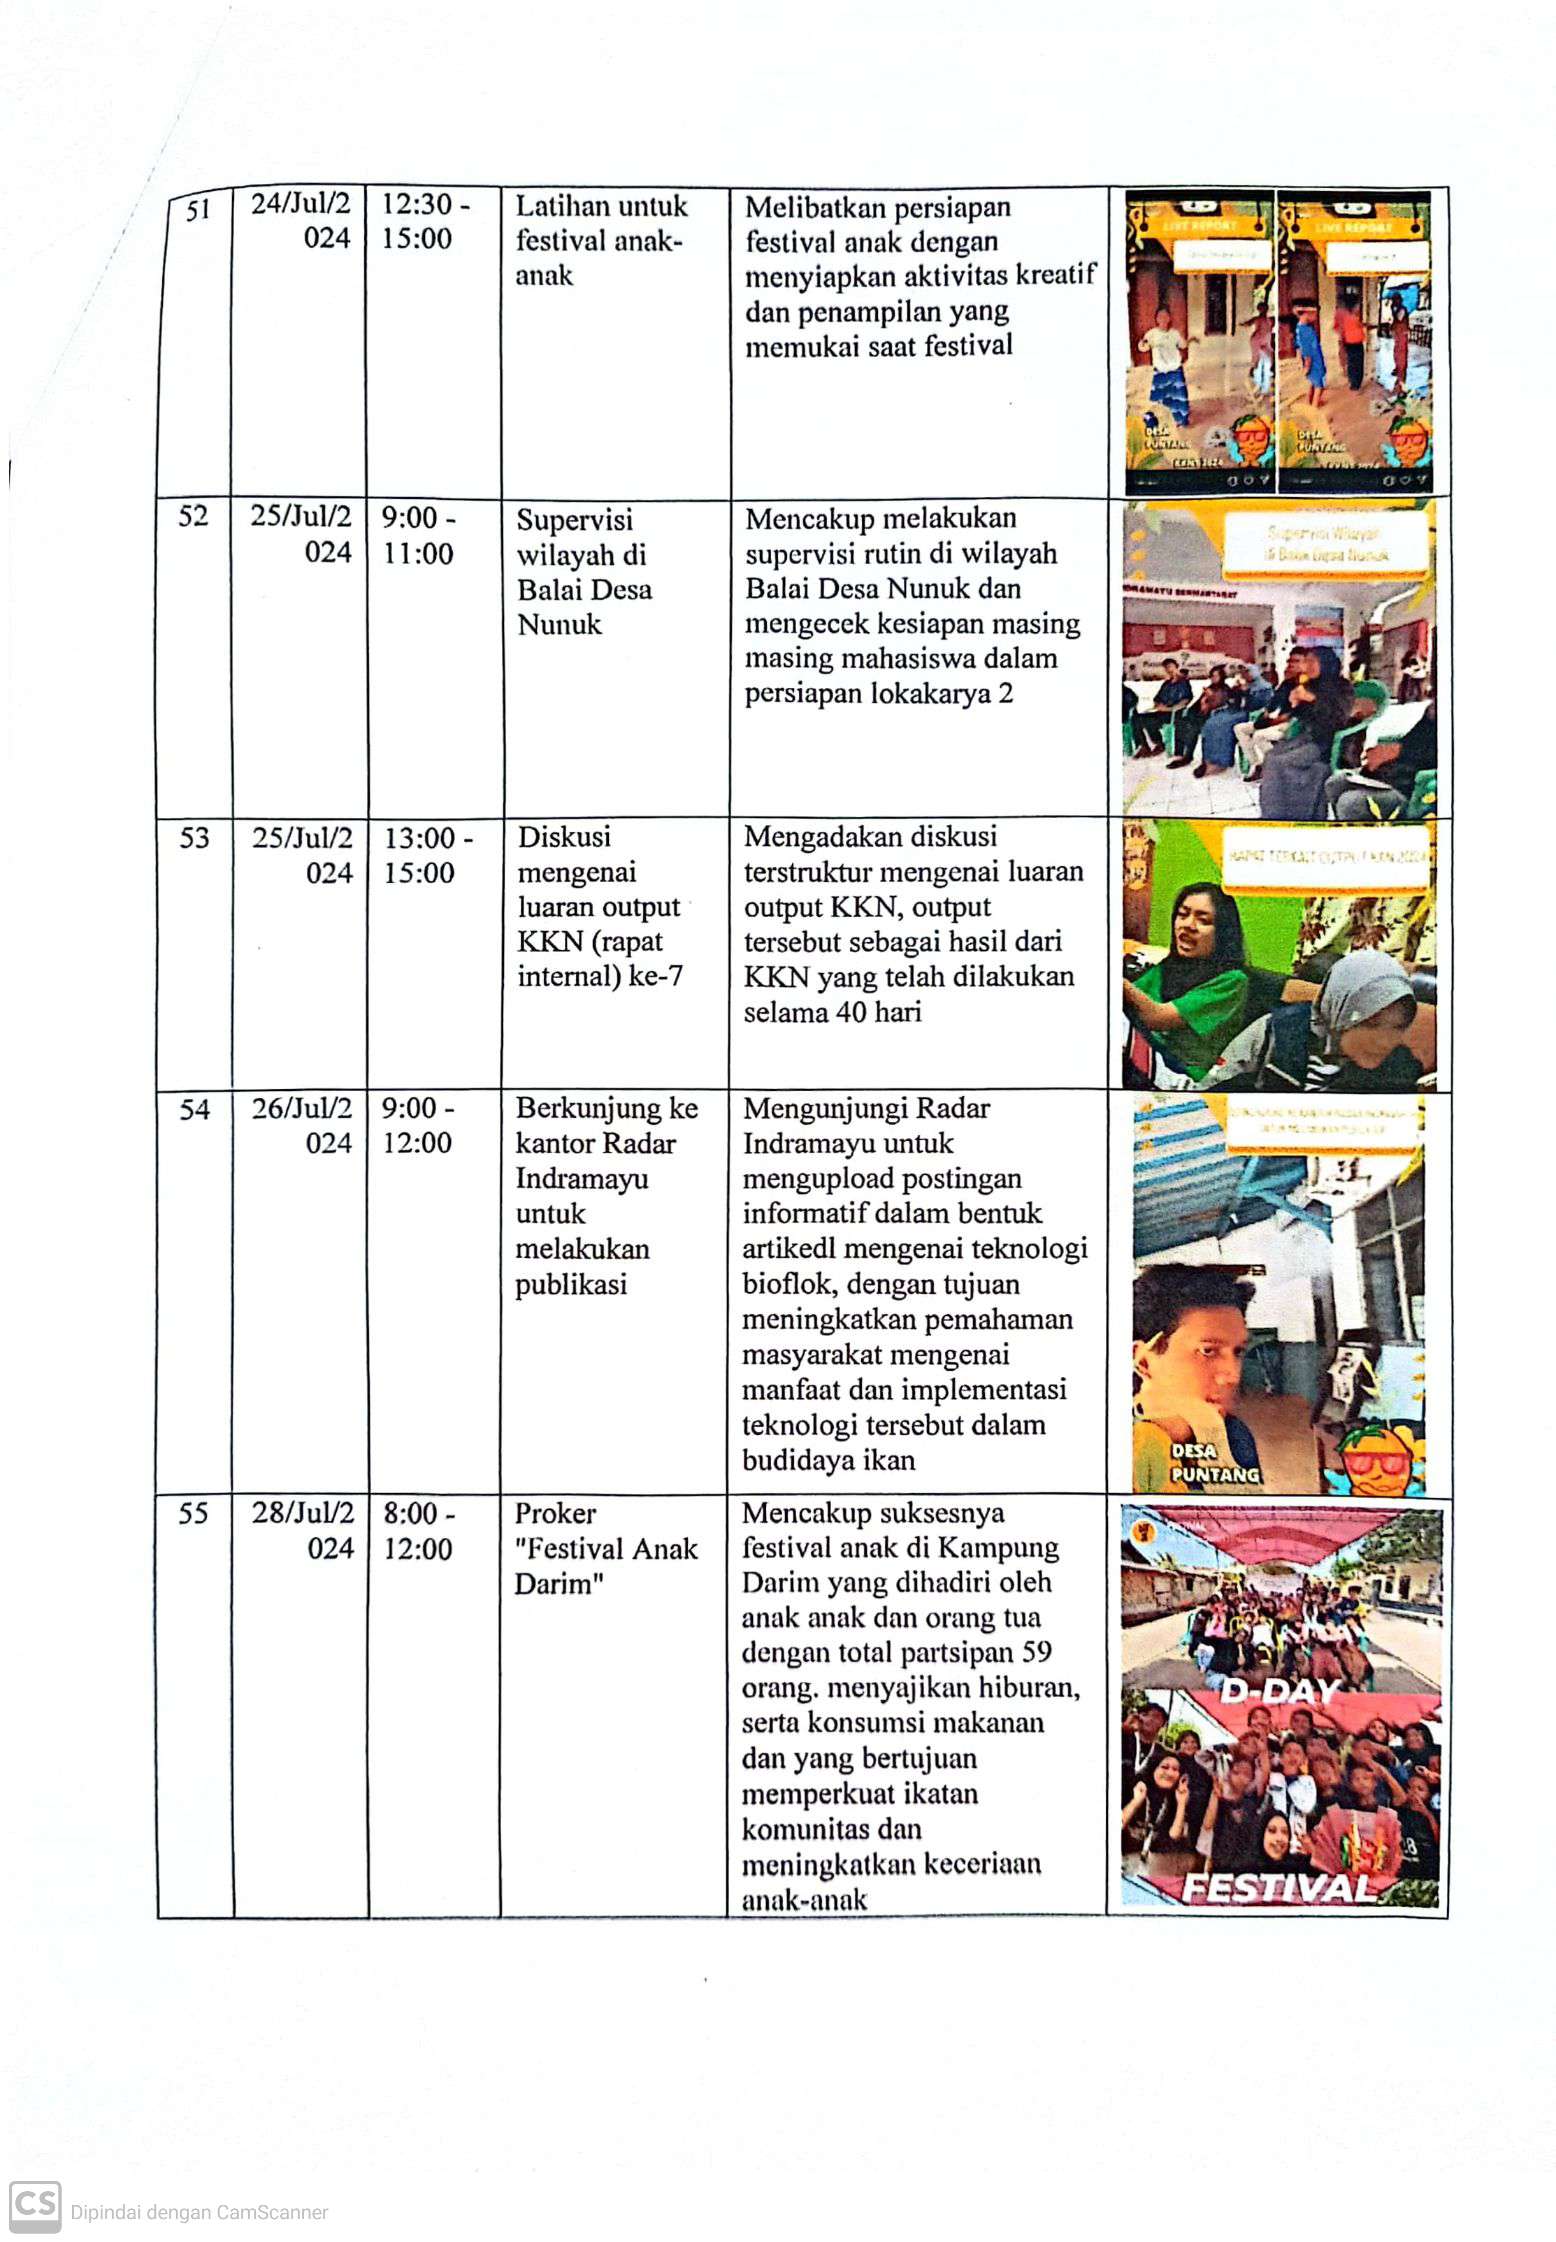 51
24/Jul/2
024
12:30 -
15:00
Latihan untuk
festival anak-
anak
Melibatkan persiapan
festival anak dengan
menyiapkan aktivitas kreatif
dan penampilan yang
memukai saat festival
LIVE REPORT
LIVE REPORT
DESA
PUNTANG
KKN 2024
DESA
PUNTANG
52
25/Jul/2
024
9:00 -
11:00
Supervisi
wilayah di
Balai Desa
Nunuk
Mencakup melakukan
supervisi rutin di wilayah
Balai Desa Nunuk dan
mengecek kesiapan masing
masing mahasiswa dalam
persiapan lokakarya 2
Supervisi Wilayah
di Balai Desa Nunuk
53
25/Jul/2
024
13:00 -
15:00
Diskusi
mengenai
luaran output
KKN (rapat
internal) ke-7
Mengadakan diskusi
terstruktur mengenai luaran
output KKN, output
tersebut sebagai hasil dari
KKN yang telah dilakukan
selama 40 hari
RAPAT TERKAIT OUTPUT KKN 2024
54
26/Jul/2
024
9:00 -
12:00
Berkunjung ke
kantor Radar
Indramayu
untuk
melakukan
publikasi
Mengunjungi Radar
Indramayu untuk
mengupload postingan
informatif dalam bentuk
artikedl mengenai teknologi
bioflok, dengan tujuan
meningkatkan pemahaman
masyarakat mengenai
manfaat dan implementasi
teknologi tersebut dalam
budidaya ikan
DESA
PUNTANG
55
28/Jul/2
024
8:00 -
12:00
Proker
"Festival Anak
Darim"
Mencakup suksesnya
festival anak di Kampung
Darim yang dihadiri oleh
anak anak dan orang tua
dengan total partsipan 59
orang. menyajikan hiburan,
serta konsumsi makanan
dan yang bertujuan
memperkuat ikatan
komunitas dan
meningkatkan keceriaan
anak-anak
D-DAY
FESTIVAL
CS Dipindai dengan CamScanner